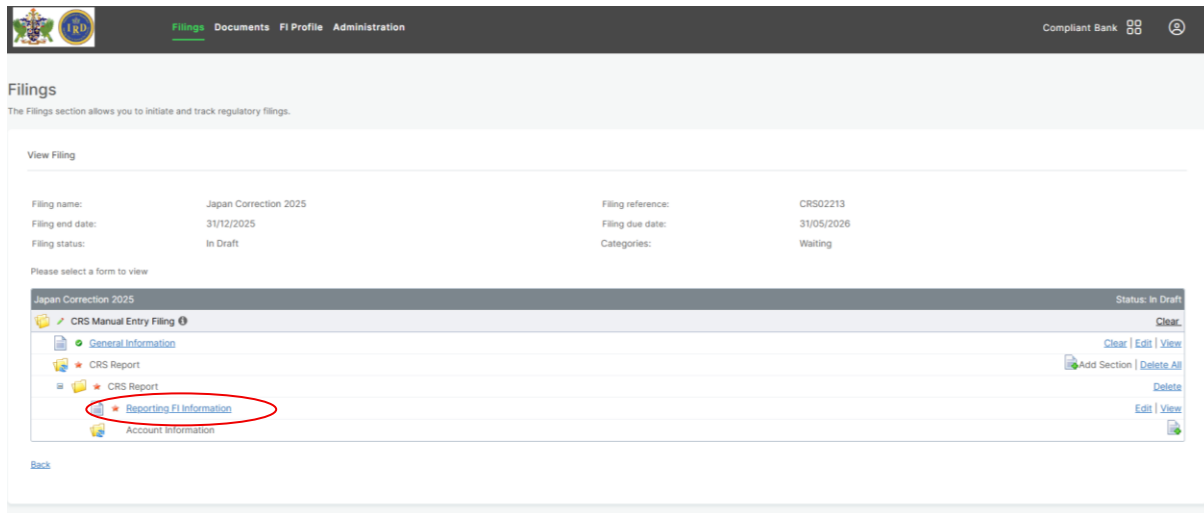 IRD
Filings Documents FI Profile Administration Compliant Bank
Filings
The Filings section allows you to initiate and track regulatory filings.
View Filing
Filing name: Japan Correction 2025 Filing reference: CRS02213
Filing end date: 31/12/2025 Filing due date: 31/05/2026
Filing status: In Draft Categories: Waiting
Please select a form to view
Japan Correction 2025 Status: In Draft
CRS Manual Entry Filing Clear
General Information Clear | Edit | View
CRS Report Add Section | Delete All
CRS Report Delete
Reporting FI Information Edit | View
Account Information
Back